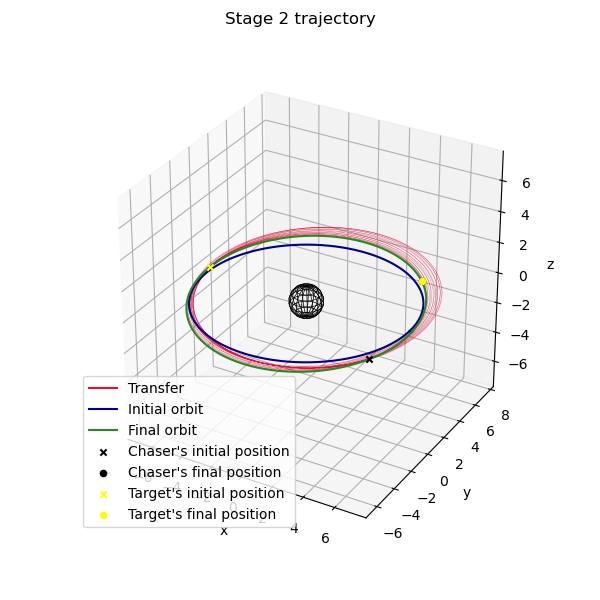 Stage 2 trajectory
6
4
2
0
−2
−4
−6
z
8
6
4
2
0
−2
−4
−6
y
Transfer
Initial orbit
Final orbit
Chaser's initial position
Chaser's final position
Target's initial position
Target's final position
x
4
6